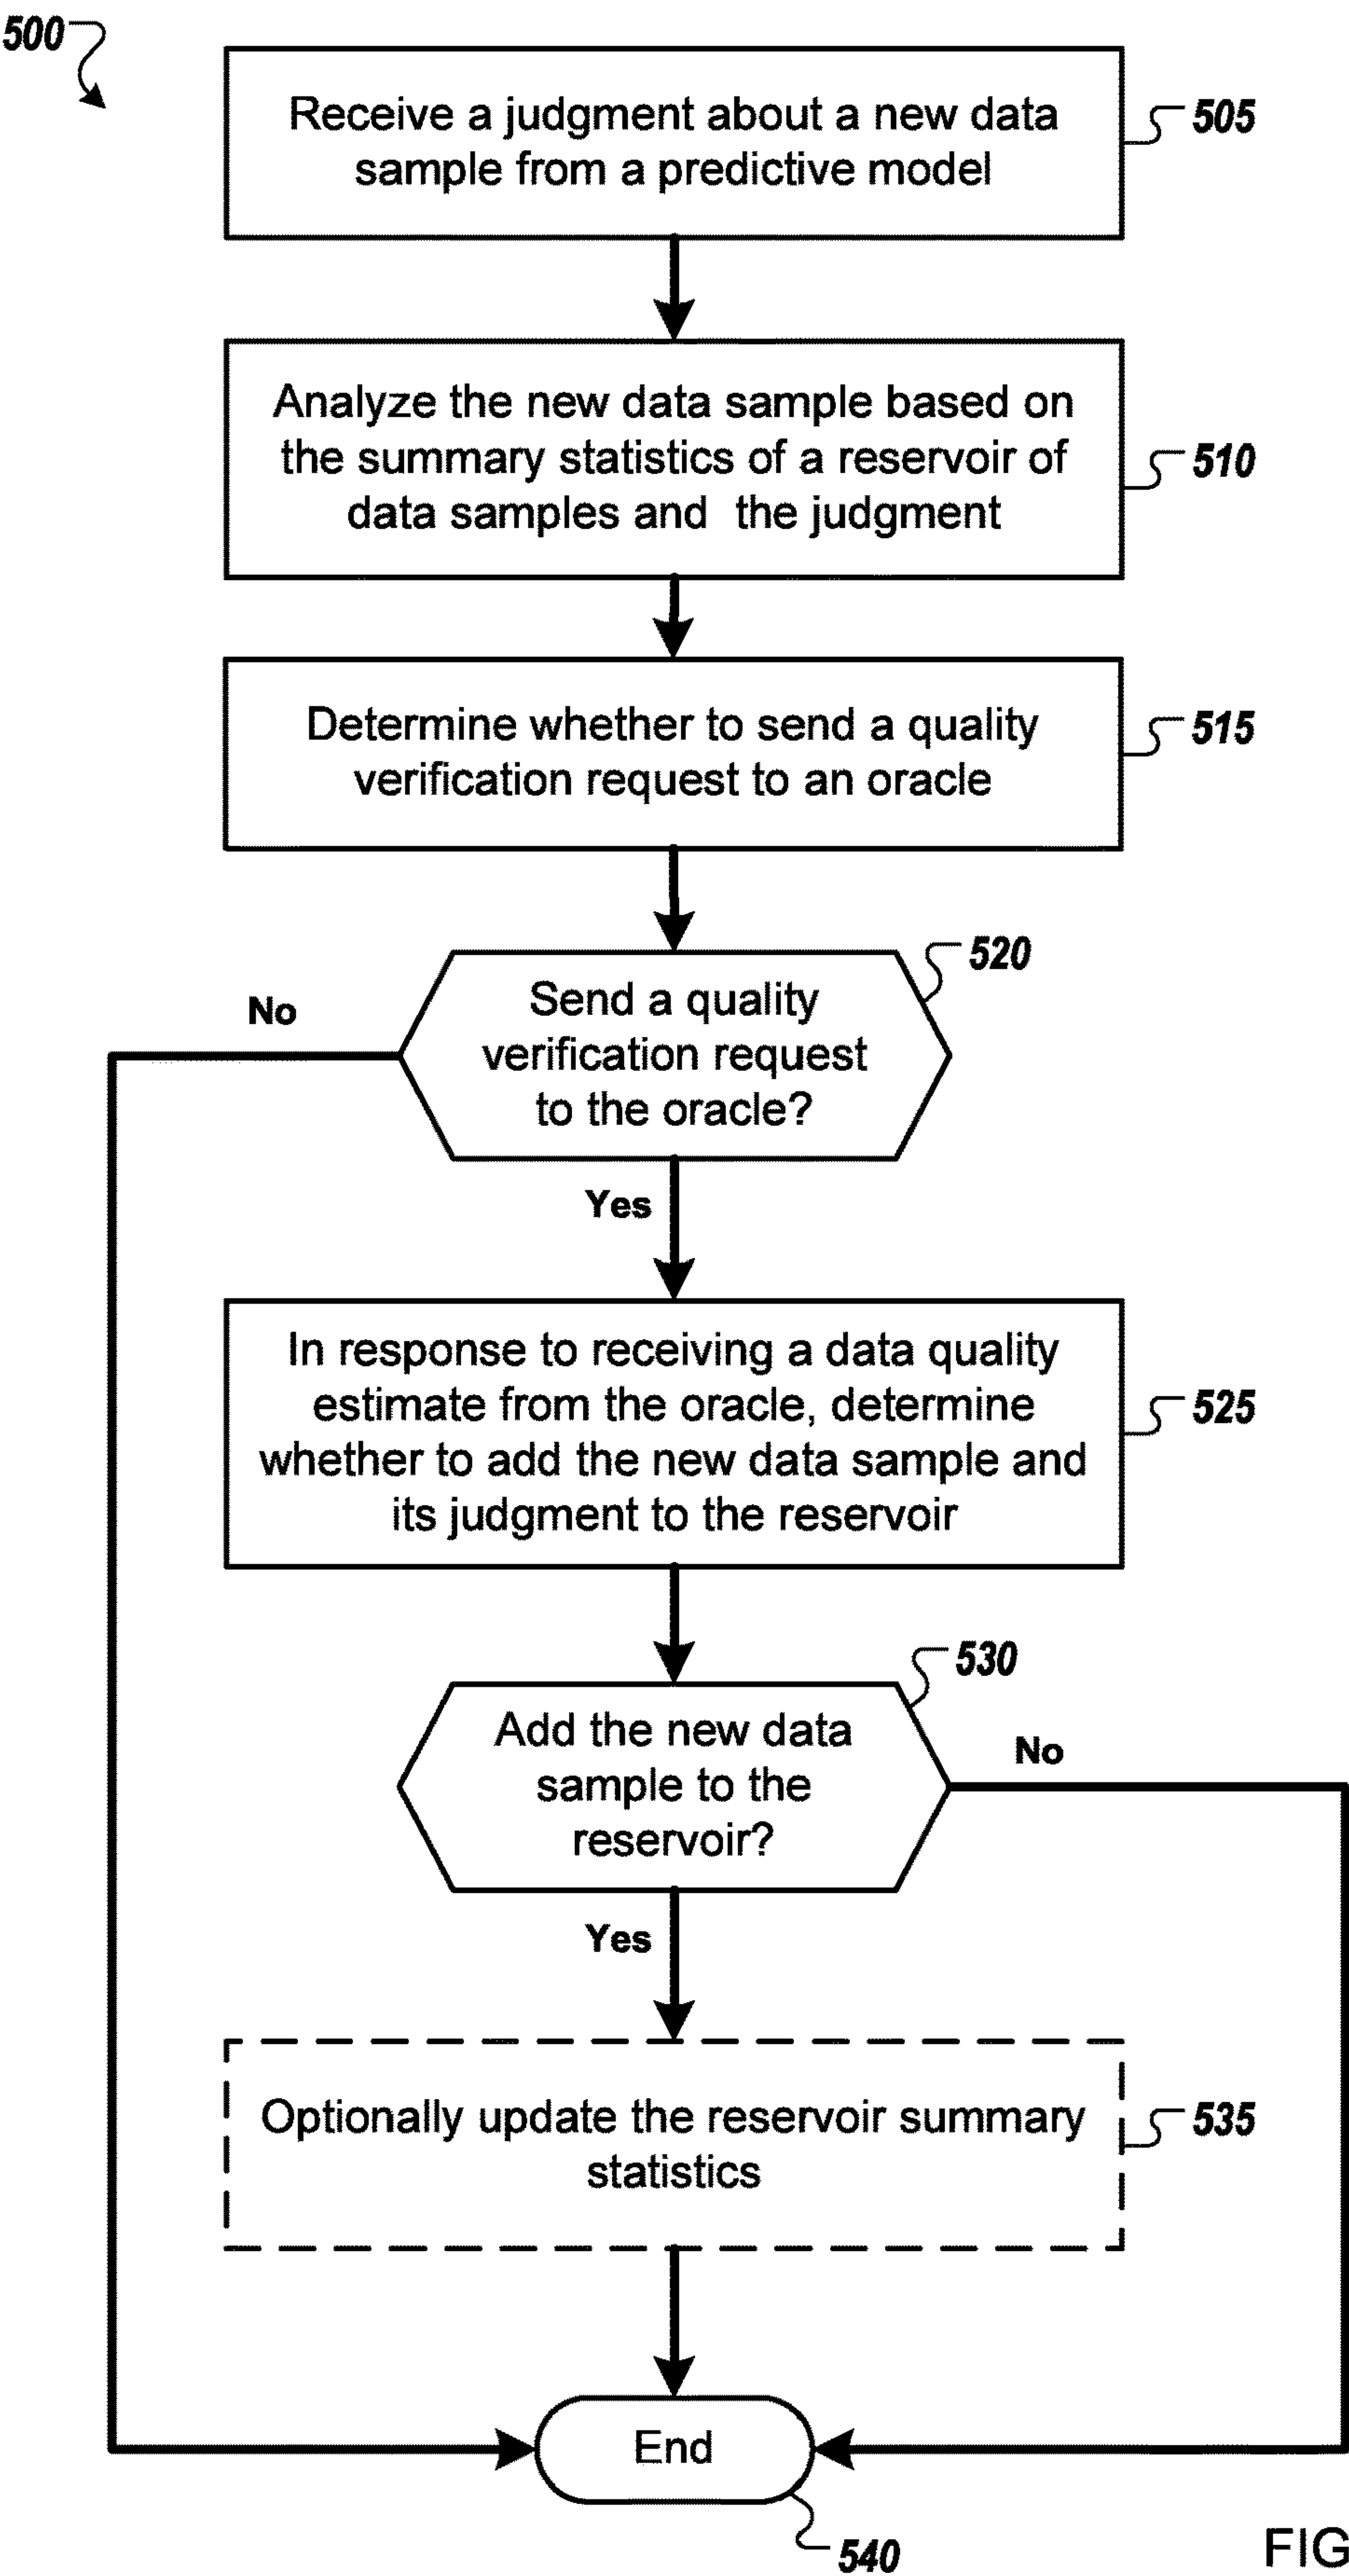 500
Receive a judgment about a new data
sample from a predictive model
505
Analyze the new data sample based on
the summary statistics of a reservoir of
data samples and the judgment
510
Determine whether to send a quality
verification request to an oracle
515
520
Send a quality
verification request
to the oracle?
No
Yes
In response to receiving a data quality
estimate from the oracle, determine
whether to add the new data sample and
its judgment to the reservoir
525
530
Add the new data
sample to the
reservoir?
No
Yes
Optionally update the reservoir summary
statistics
535
End
540
FIG